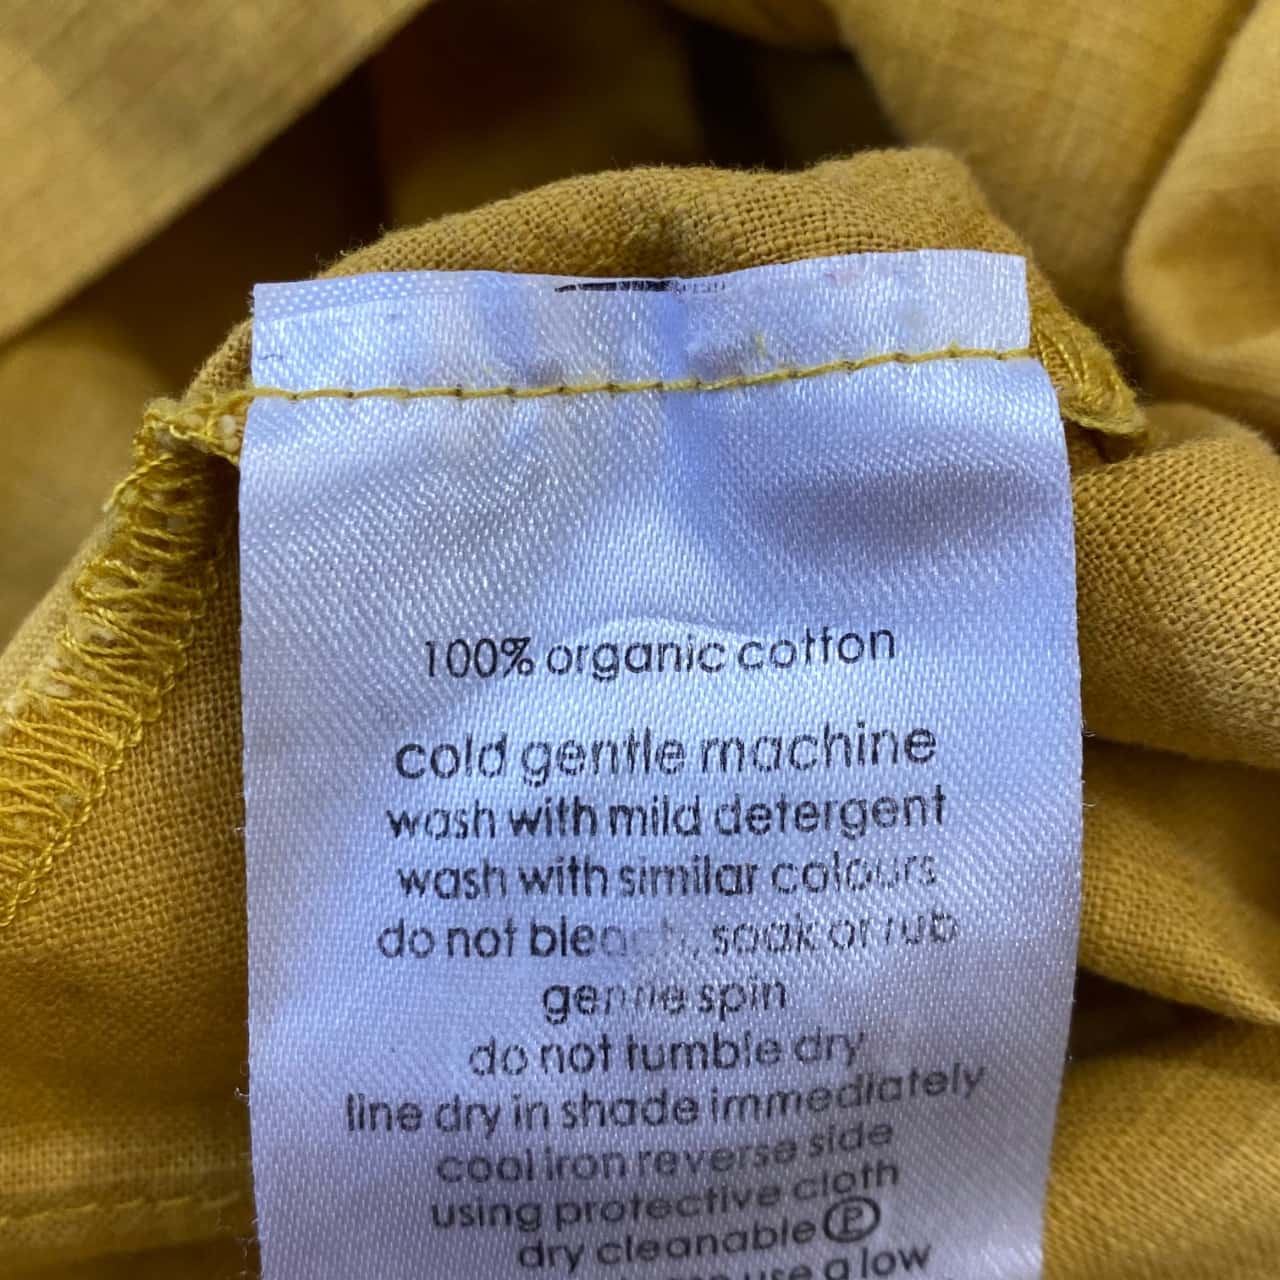 100% organic cotton
cold gentle machine
wash with mild detergent
wash with similar colours
do not bleach, soak or rub
gentle spin
do not tumble dry
line dry in shade immediately
cool iron reverse side
using protective cloth
dry cleanable Ⓟ
use a low